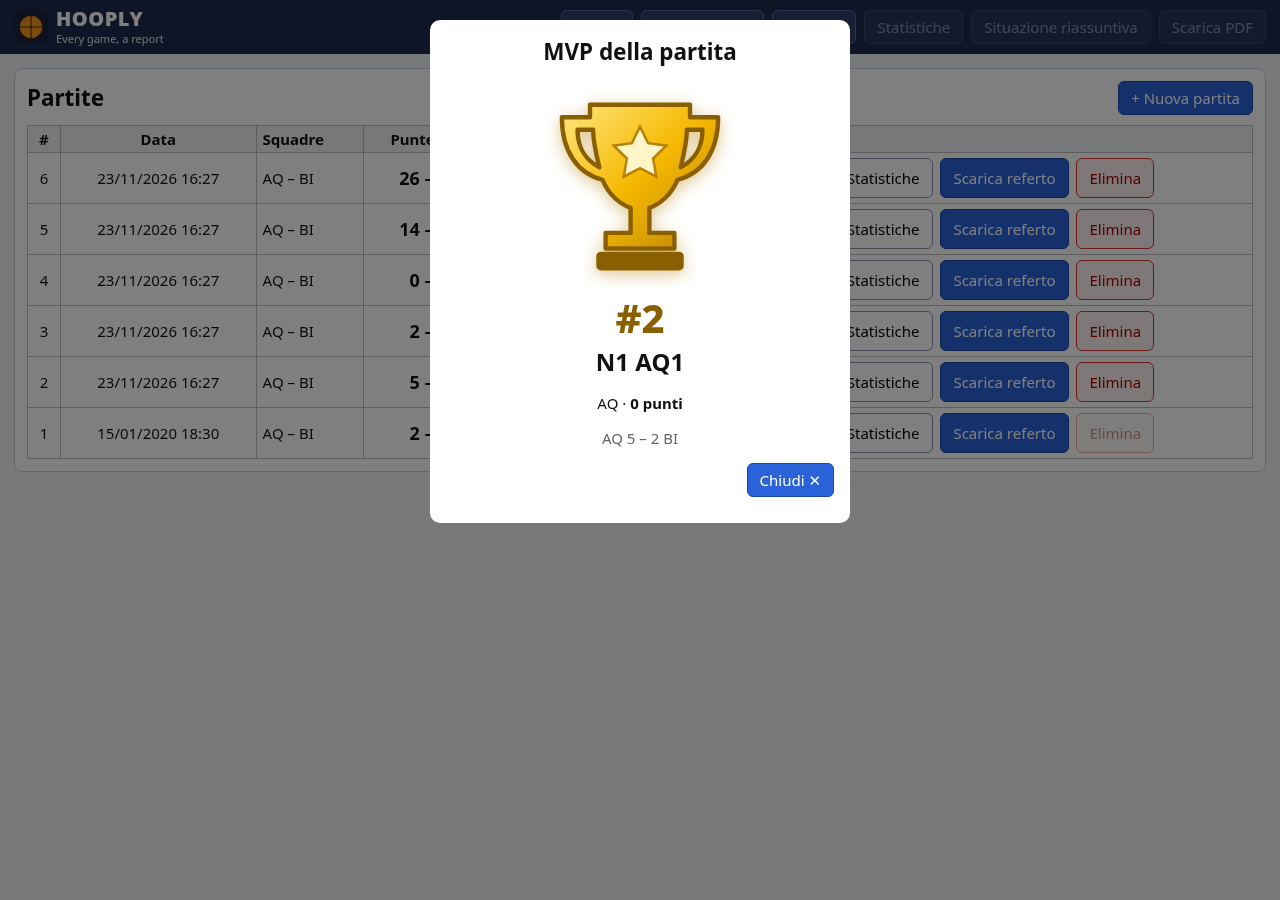 HOOPLY
Every game, a report
Statistiche
Situazione riassuntiva
Scarica PDF
MVP della partita
Partite
+ Nuova partita
# Data Squadre
6 23/11/2026 16:27 AQ – BI 26 – Statistiche Scarica referto Elimina
5 23/11/2026 16:27 AQ – BI 14 – Statistiche Scarica referto Elimina
4 23/11/2026 16:27 AQ – BI 0 – Statistiche Scarica referto Elimina
3 23/11/2026 16:27 AQ – BI 2 – Statistiche Scarica referto Elimina
2 23/11/2026 16:27 AQ – BI 5 – Statistiche Scarica referto Elimina
1 15/01/2020 18:30 AQ – BI 2 – Statistiche Scarica referto Elimina
#2
N1 AQ1
AQ · 0 punti
AQ 5 – 2 BI
Chiudi ✕